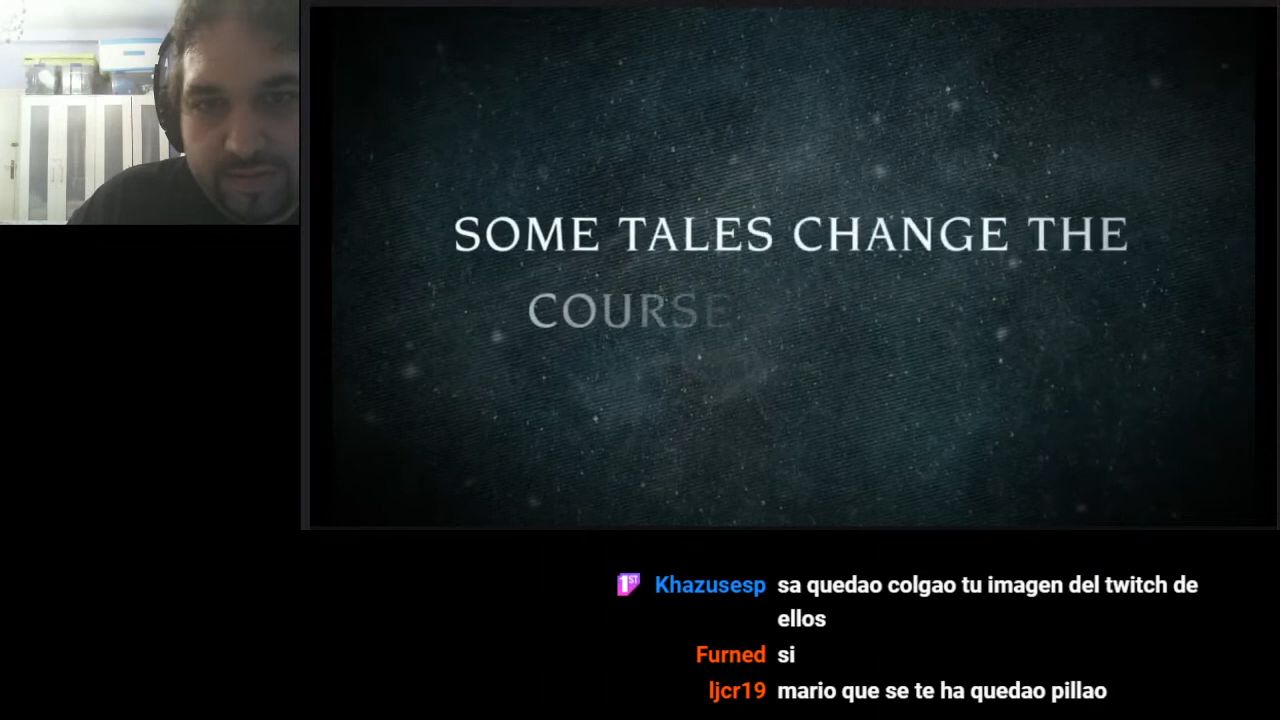 SOME TALES CHANGE THE
COURSE
1ST Khazusesp sa quedao colgao tu imagen del twitch de
ellos
Furned si
ljcr19 mario que se te ha quedao pillao